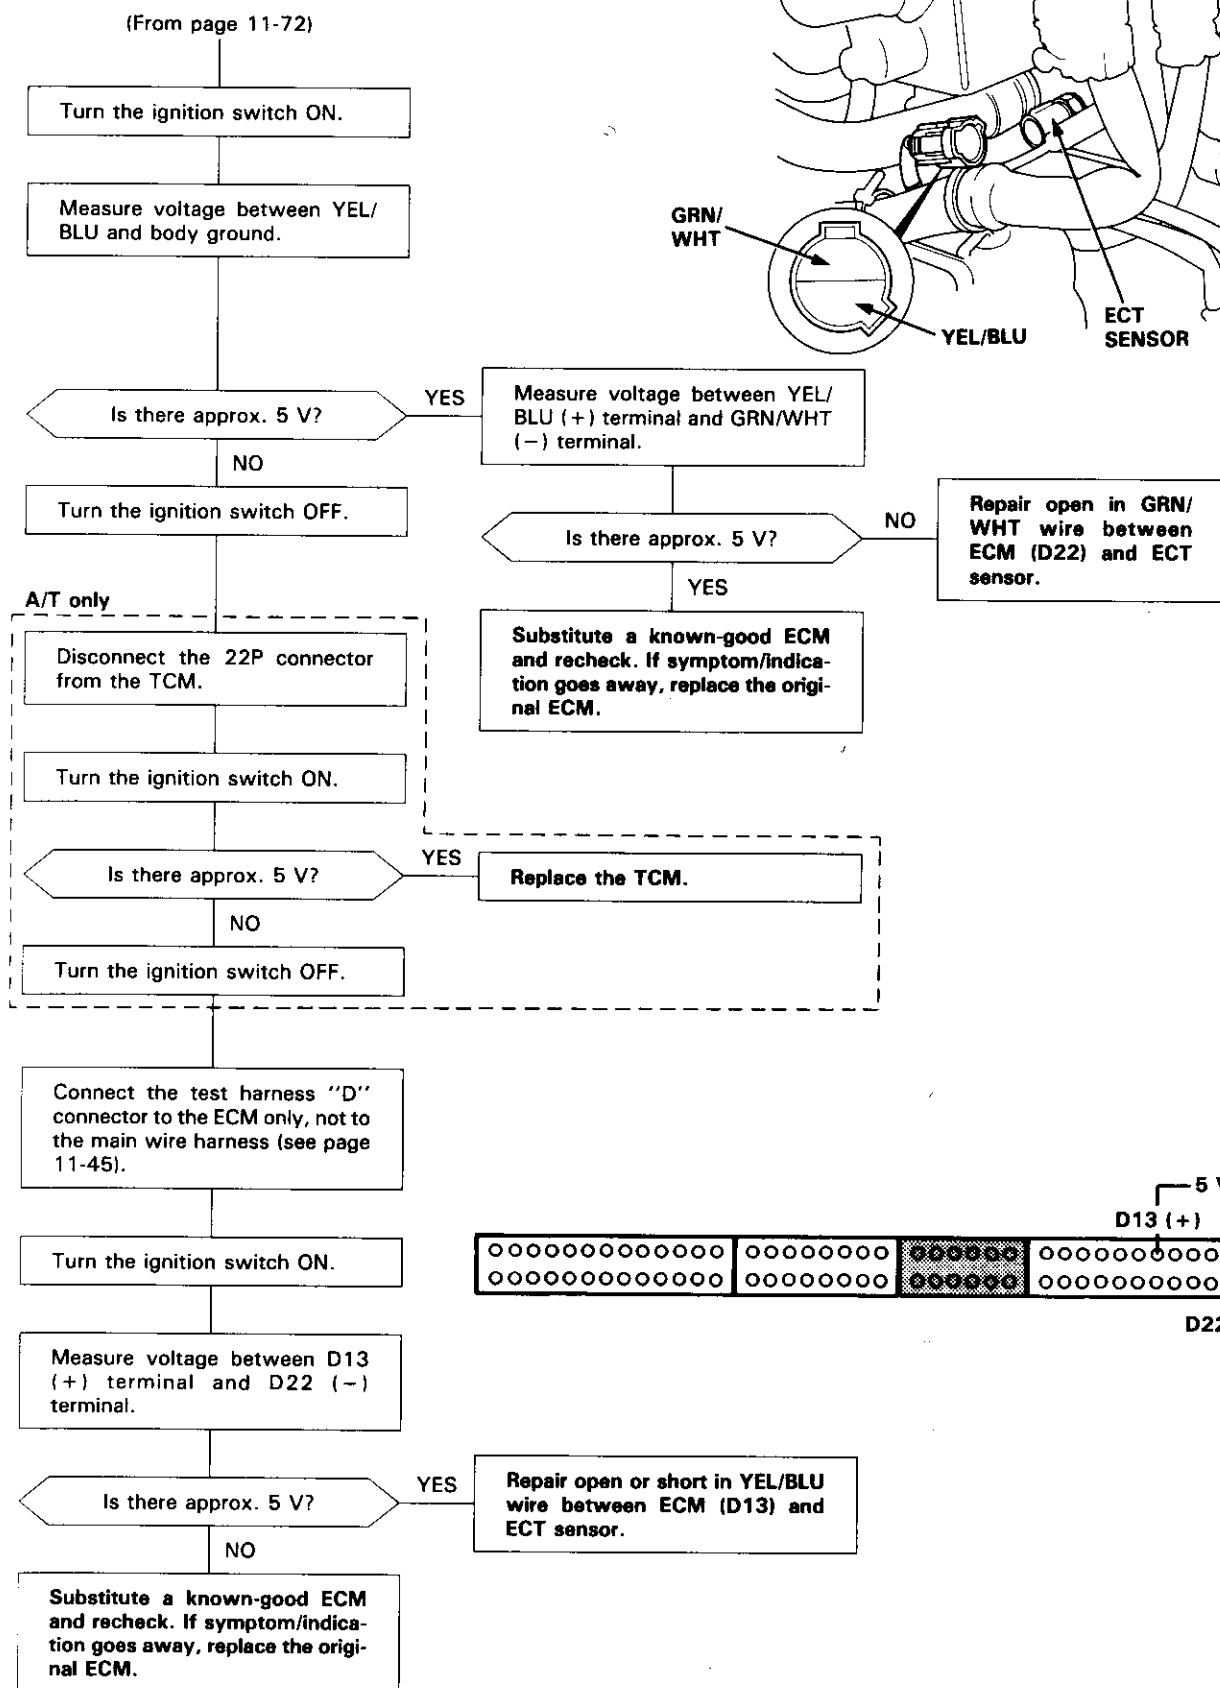 (From page 11-72)
Turn the ignition switch ON.
Measure voltage between YEL/
BLU and body ground.
GRN/
WHT
YEL/BLU
ECT
SENSOR
Is there approx. 5 V?
YES
Measure voltage between YEL/
BLU (+) terminal and GRN/WHT
(−) terminal.
NO
Turn the ignition switch OFF.
Is there approx. 5 V?
NO
Repair open in GRN/
WHT wire between
ECM (D22) and ECT
sensor.
YES
Substitute a known-good ECM
and recheck. If symptom/indica-
tion goes away, replace the origi-
nal ECM.
A/T only
Disconnect the 22P connector
from the TCM.
Turn the ignition switch ON.
Is there approx. 5 V?
YES
Replace the TCM.
NO
Turn the ignition switch OFF.
Connect the test harness "D"
connector to the ECM only, not to
the main wire harness (see page
11-45).
5 V
D13 (+)
D22
Turn the ignition switch ON.
Measure voltage between D13
(+) terminal and D22 (−)
terminal.
Is there approx. 5 V?
YES
Repair open or short in YEL/BLU
wire between ECM (D13) and
ECT sensor.
NO
Substitute a known-good ECM
and recheck. If symptom/indica-
tion goes away, replace the origi-
nal ECM.